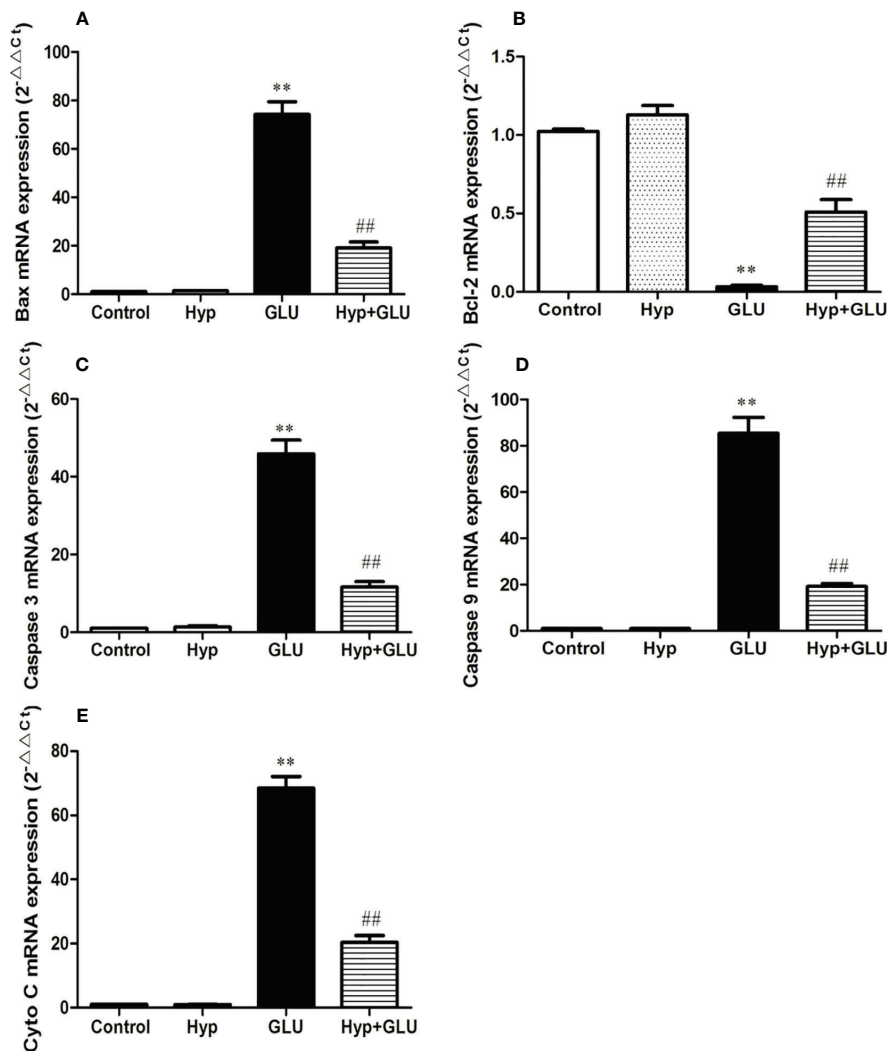 A
Bax mRNA expression (2^-△△Ct)
100
80
60
40
20
0
**
##
Control Hyp GLU Hyp+GLU
B
Bcl-2 mRNA expression (2^-△△Ct)
1.5
1.0
0.5
0.0
**
##
Control Hyp GLU Hyp+GLU
C
Caspase 3 mRNA expression (2^-△△Ct)
60
40
20
0
**
##
Control Hyp GLU Hyp+GLU
D
Caspase 9 mRNA expression (2^-△△Ct)
100
80
60
40
20
0
**
##
Control Hyp GLU Hyp+GLU
E
Cyto C mRNA expression (2^-△△Ct)
80
60
40
20
0
**
##
Control Hyp GLU Hyp+GLU